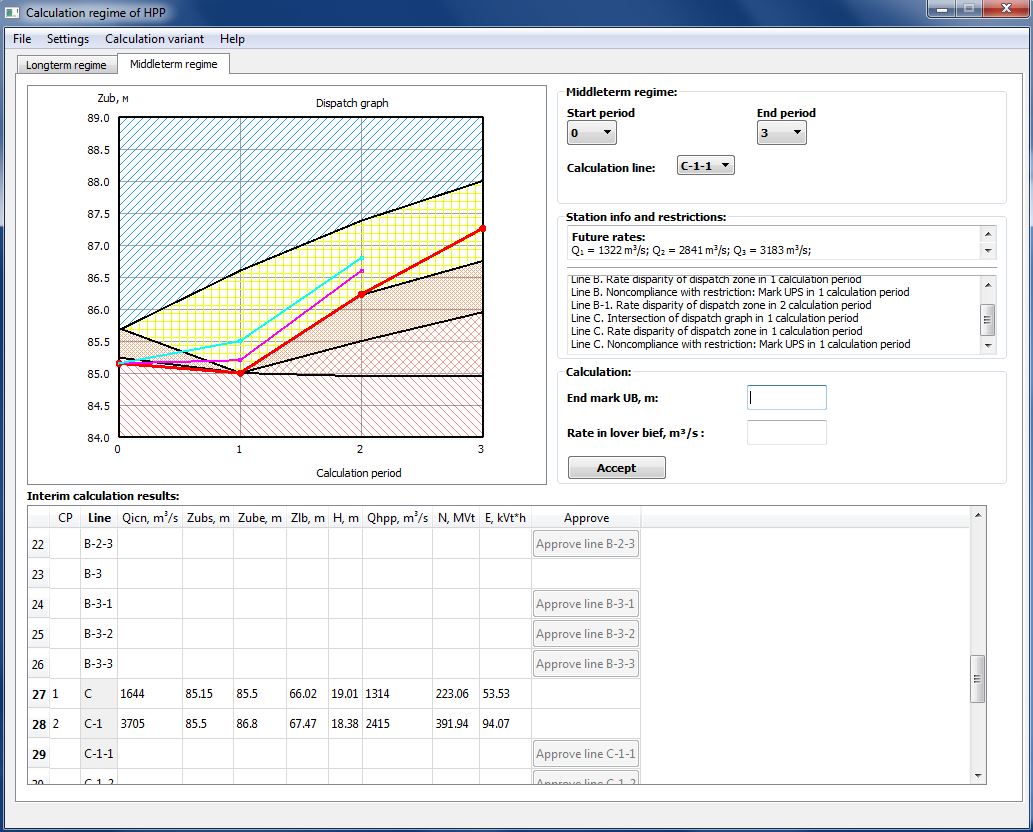 Calculation regime of HPP
File Settings Calculation variant Help
Longterm regime Middleterm regime
Zub, м
Dispatch graph
89.0
88.5
88.0
87.5
87.0
86.5
86.0
85.5
85.0
84.5
84.0
0 1 2 3
Calculation period
Middleterm regime:
Start period End period
0 3
Calculation line: C-1-1
Station info and restrictions:
Future rates:
Q₁ = 1322 m³/s; Q₂ = 2841 m³/s; Q₃ = 3183 m³/s;
Line B. Rate disparity of dispatch zone in 1 calculation period
Line B. Noncompliance with restriction: Mark UPS in 1 calculation period
Line B-1. Rate disparity of dispatch zone in 2 calculation period
Line C. Intersection of dispatch graph in 1 calculation period
Line C. Rate disparity of dispatch zone in 1 calculation period
Line C. Noncompliance with restriction: Mark UPS in 1 calculation period
Calculation:
End mark UB, m:
Rate in lover bief, m³/s :
Accept
Interim calculation results:
CP Line Qicn, m³/s Zubs, m Zube, m Zlb, m H, m Qhpp, m³/s N, MVt E, kVt*h Approve
22 B-2-3 Approve line B-2-3
23 B-3
24 B-3-1 Approve line B-3-1
25 B-3-2 Approve line B-3-2
26 B-3-3 Approve line B-3-3
27 1 C 1644 85.15 85.5 66.02 19.01 1314 223.06 53.53
28 2 C-1 3705 85.5 86.8 67.47 18.38 2415 391.94 94.07
29 C-1-1 Approve line C-1-1
30 C-1-2 Approve line C-1-2